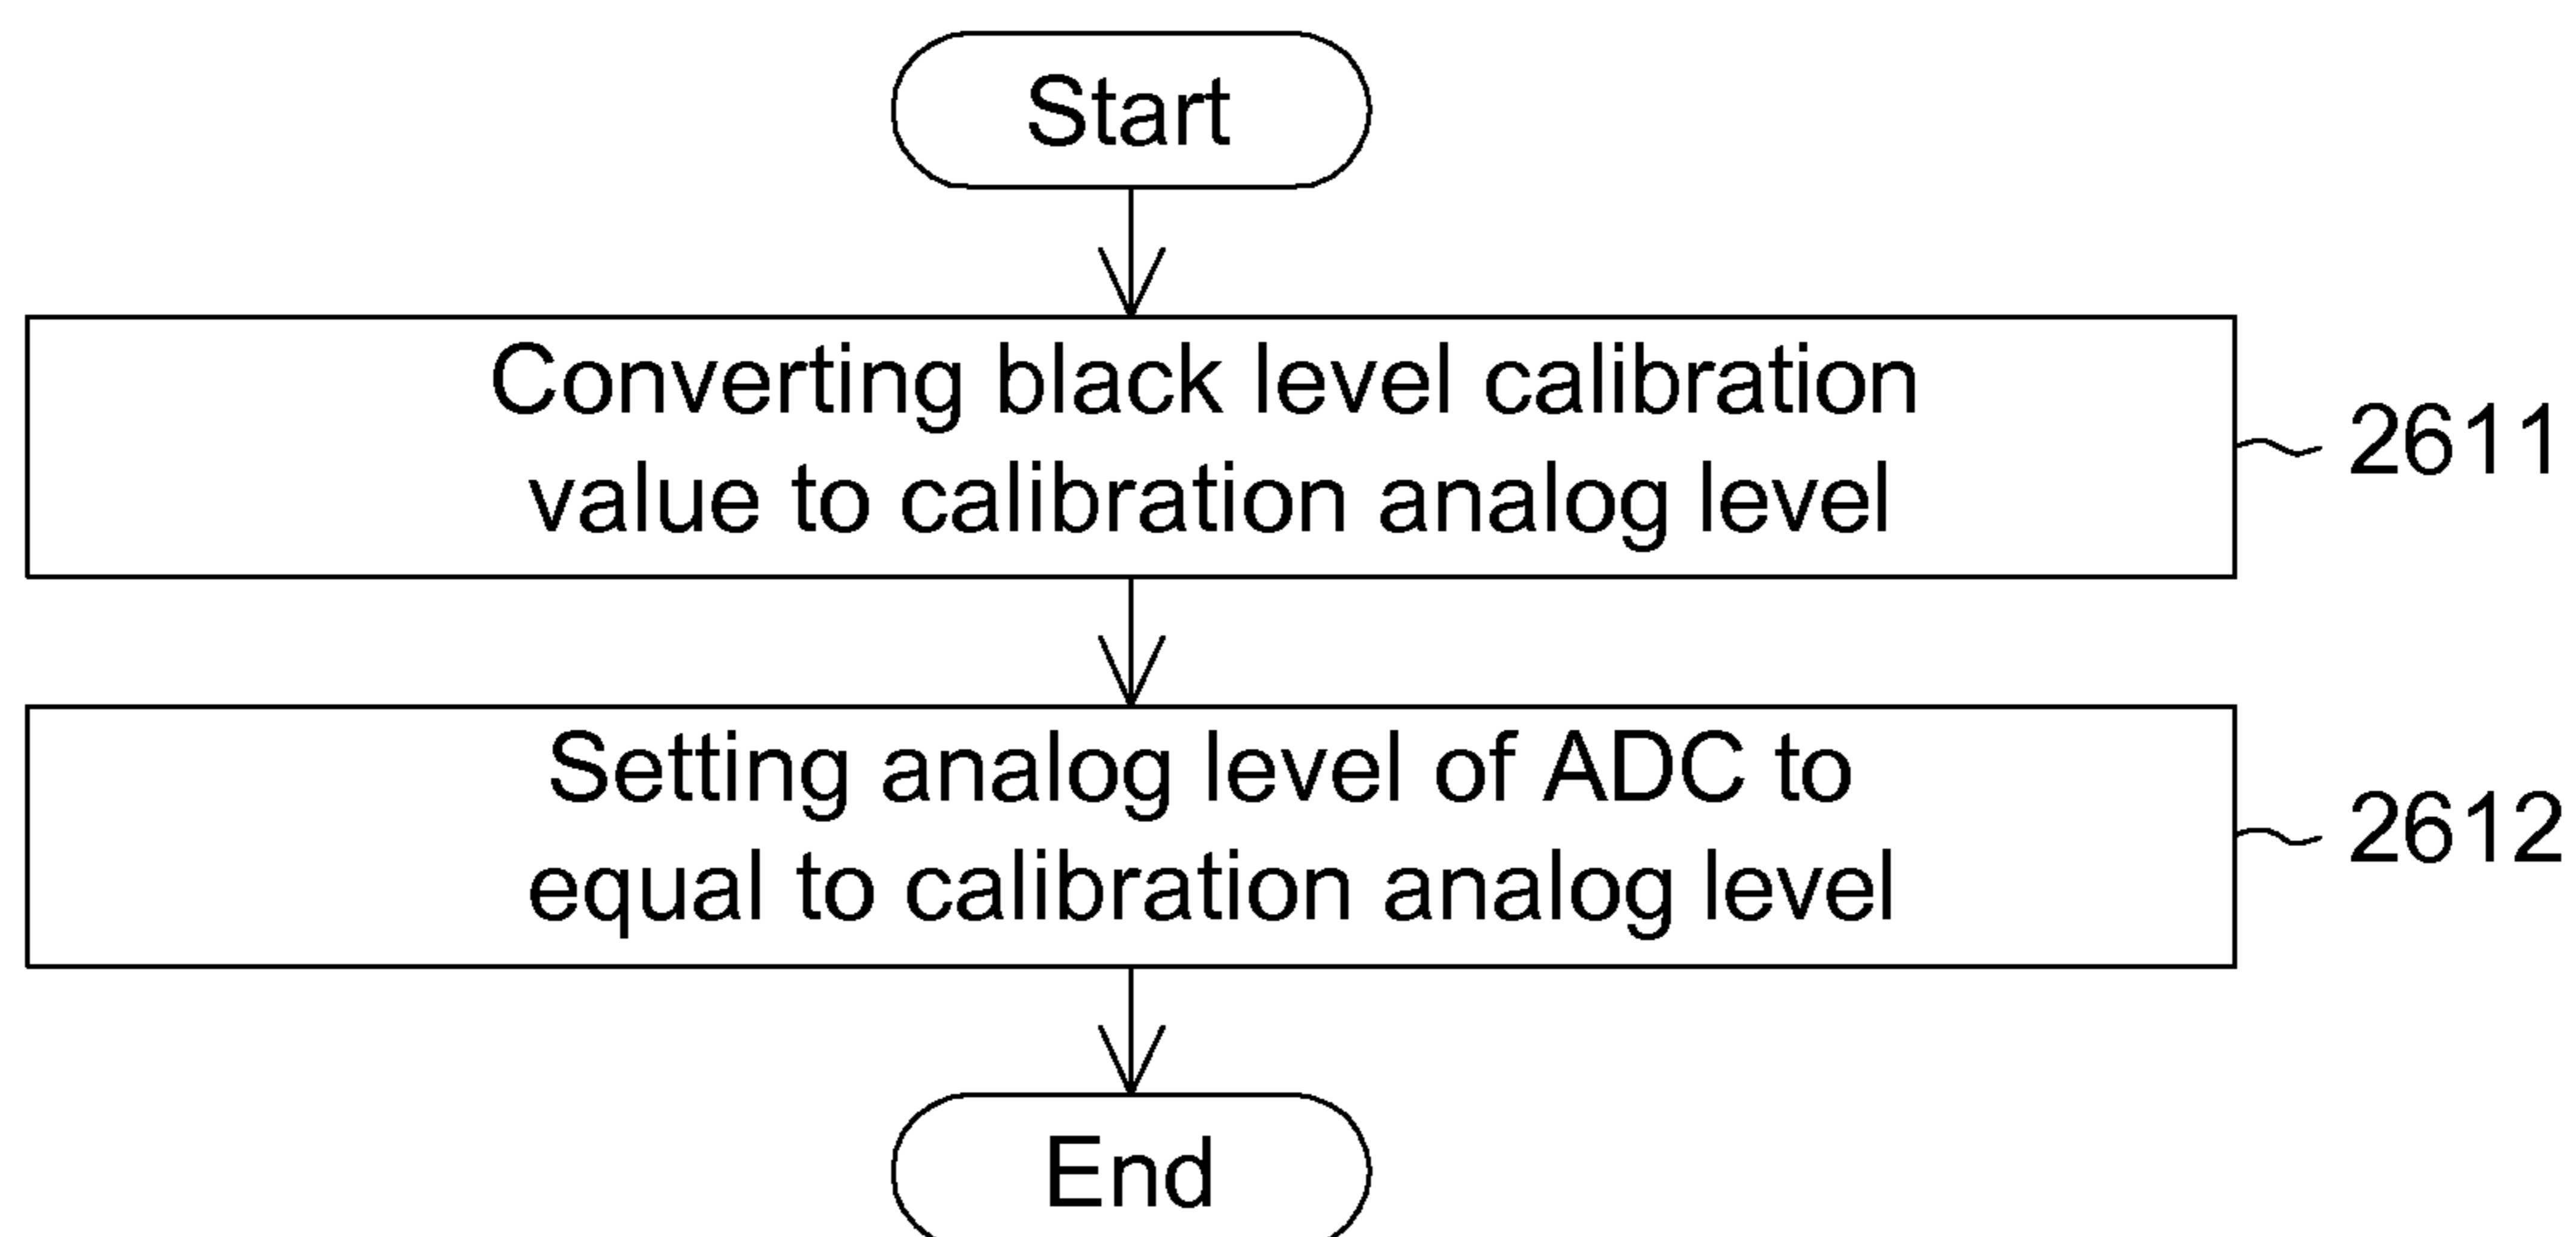 Start
Converting black level calibration
value to calibration analog level
2611
Setting analog level of ADC to
equal to calibration analog level
2612
End